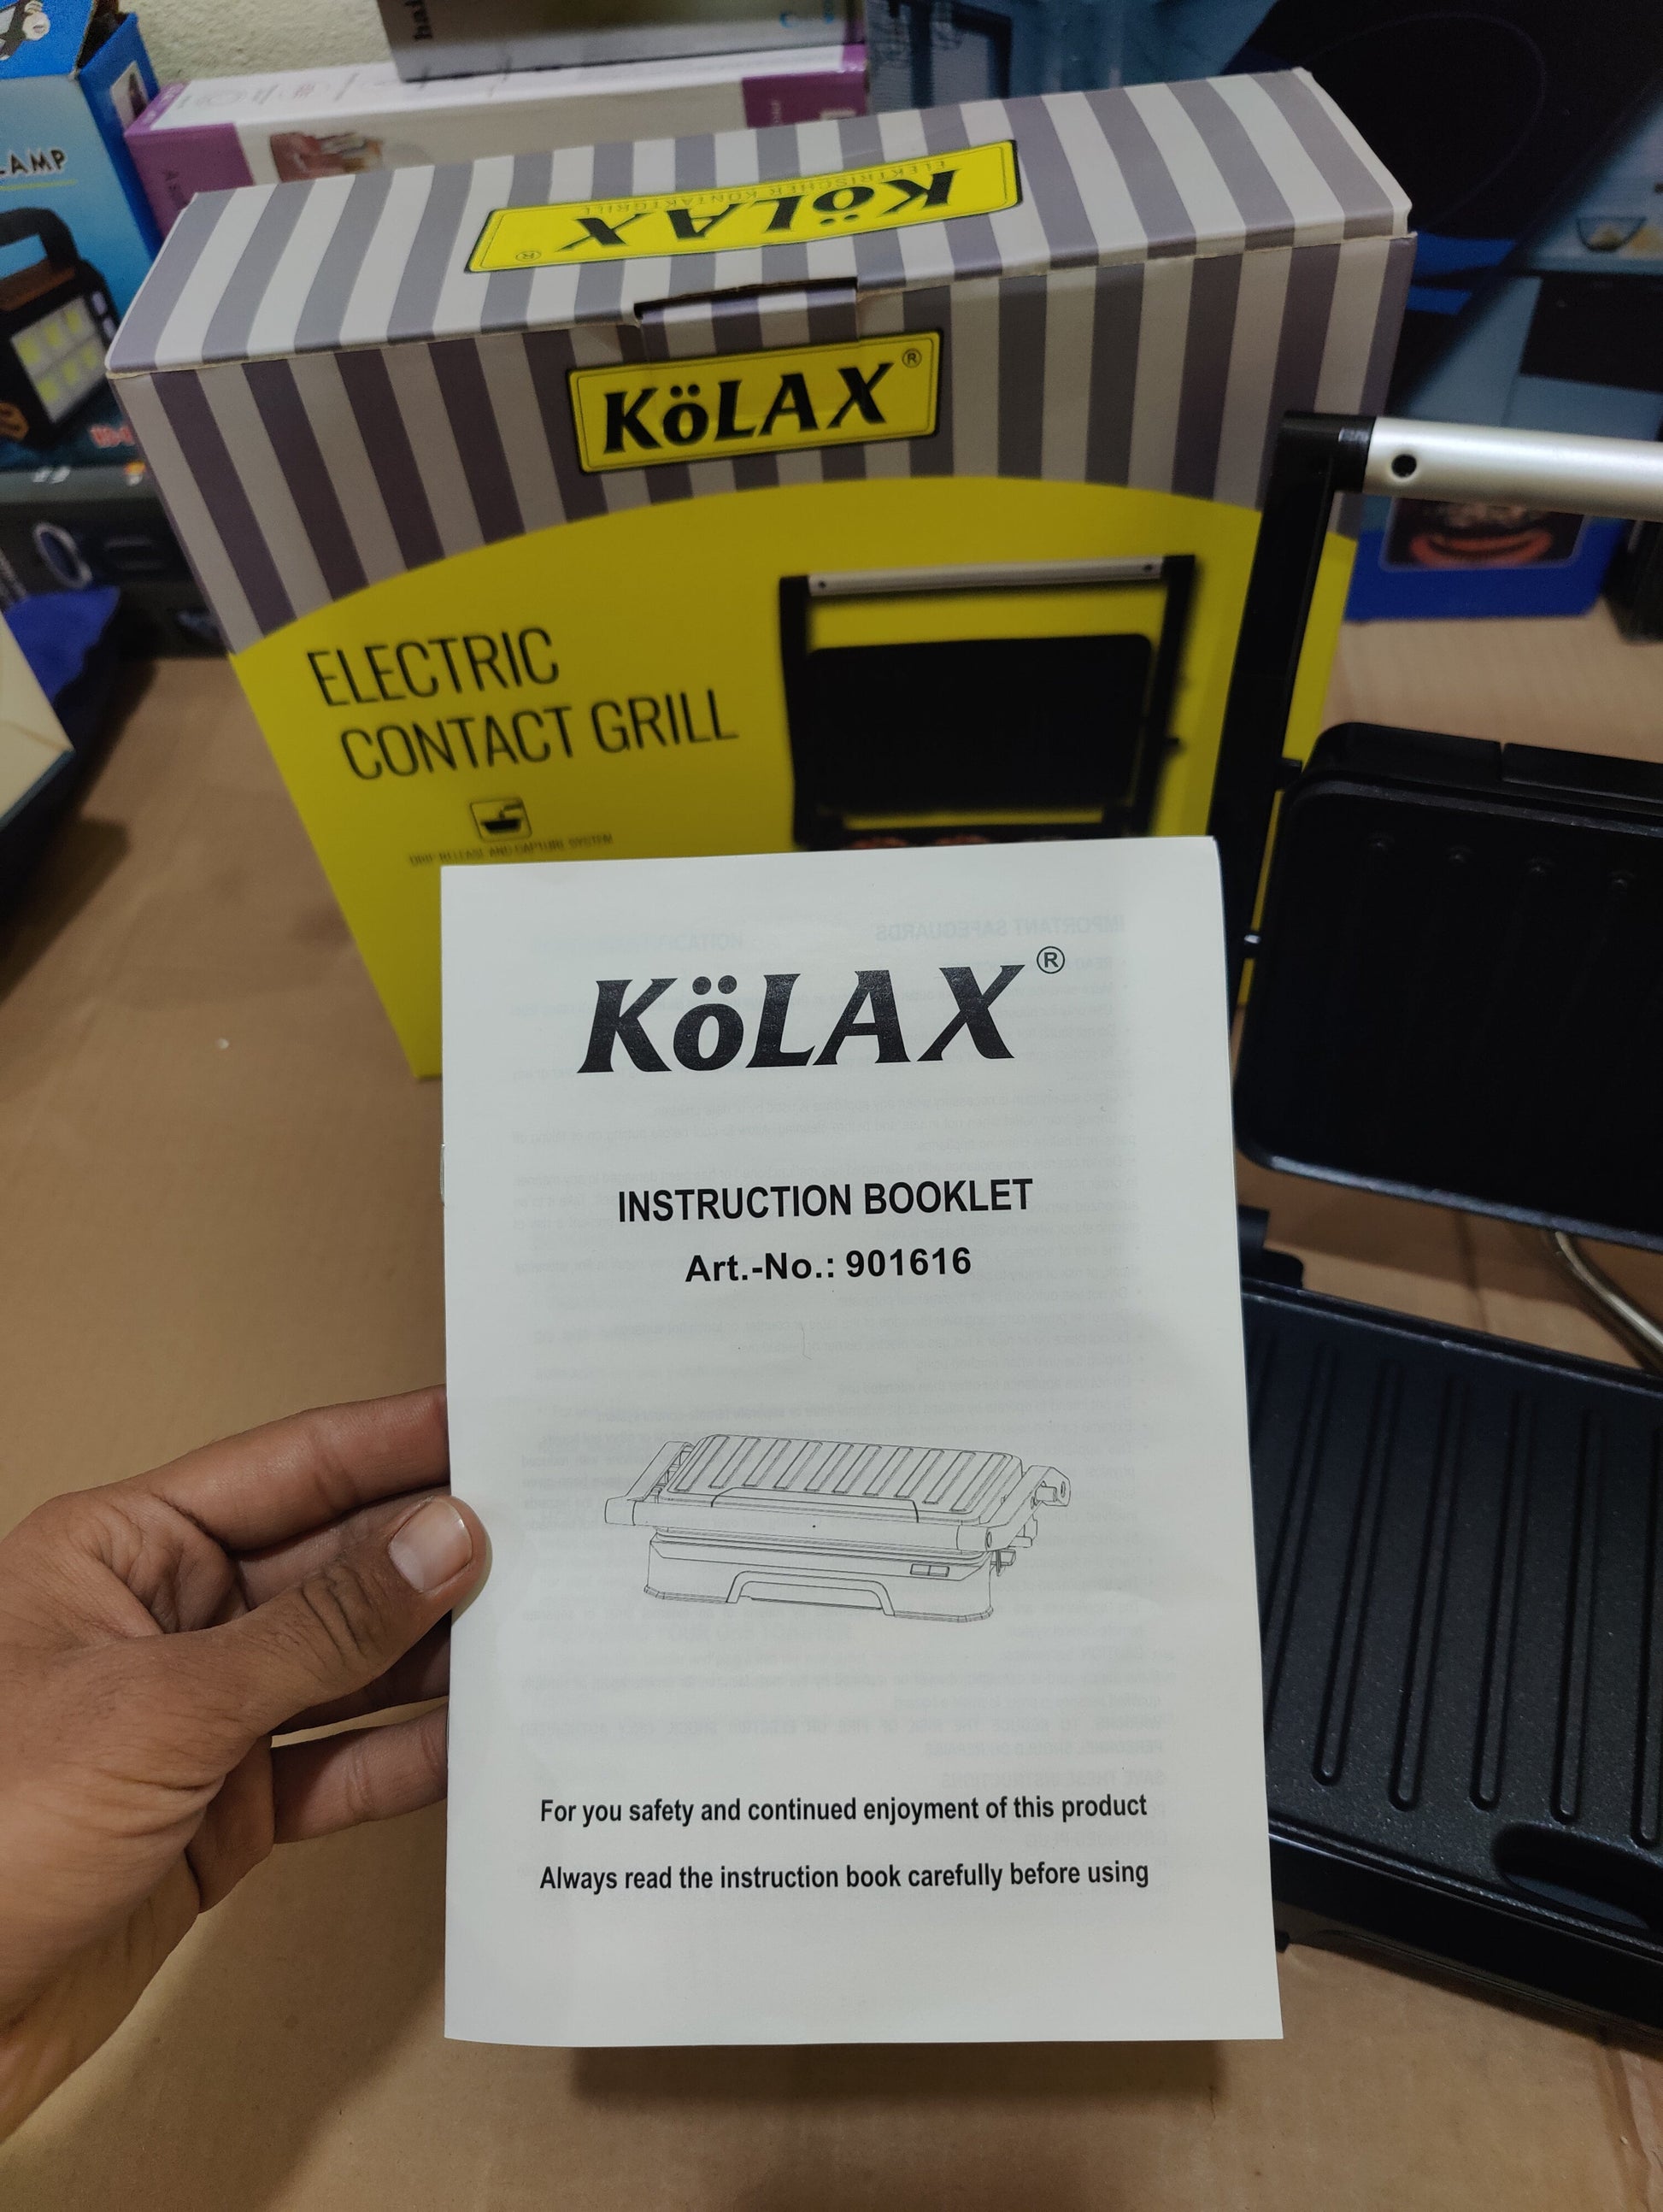 LAMP
KöLAX®
ELEKTRISCHER KONTAKTGRILL
KöLAX®
ELECTRIC
CONTACT GRILL
DRIP RELEASE AND CAPTURE SYSTEM
KöLAX®
INSTRUCTION BOOKLET
Art.-No.: 901616
For you safety and continued enjoyment of this product
Always read the instruction book carefully before using